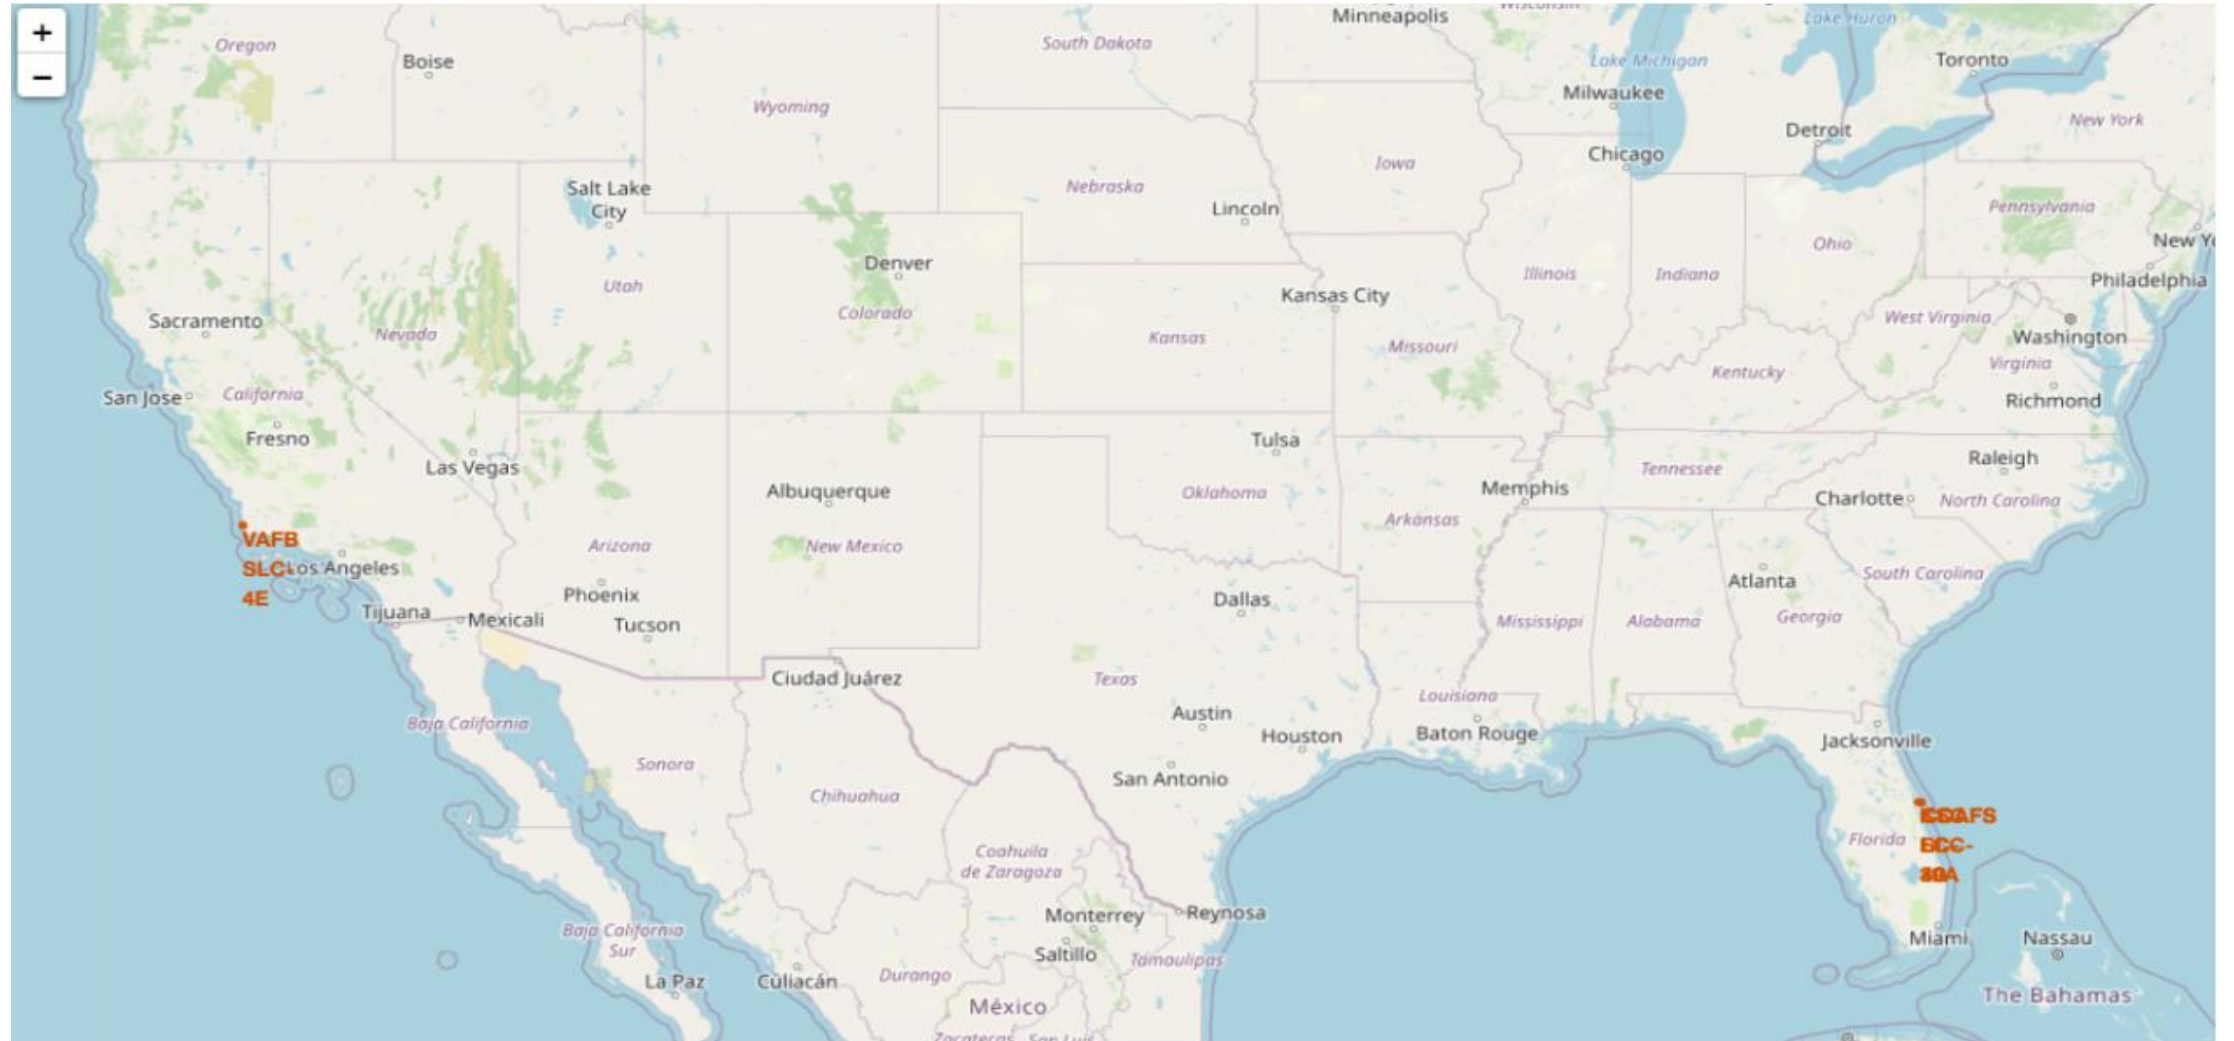 +
−
Oregon
Boise
South Dakota
Minneapolis
Wisconsin
Lake Michigan
Lake Huron
Toronto
Wyoming
Milwaukee
Detroit
New York
Iowa
Chicago
Salt Lake
City
Nebraska
Lincoln
Pennsylvania
Denver
Ohio
New Y
Utah
Illinois
Indiana
Philadelphia
Colorado
Kansas City
Sacramento
Nevada
Kansas
Missouri
West Virginia
Washington
Virginia
Kentucky
San Jose
California
Richmond
Fresno
Las Vegas
Tulsa
Tennessee
Raleigh
Albuquerque
Oklahoma
Memphis
Charlotte
North Carolina
Arkansas
VAFB
SLC-
4E
Los Angeles
Arizona
New Mexico
Phoenix
Dallas
Atlanta
South Carolina
Tijuana
Mexicali
Tucson
Mississippi
Alabama
Georgia
Ciudad Juárez
Texas
Louisiana
Baja California
Austin
Houston
Baton Rouge
Jacksonville
Sonora
San Antonio
Chihuahua
Florida
Coahuila
de Zaragoza
Monterrey
Reynosa
Baja California
Sur
Saltillo
Tamaulipas
Miami
Nassau
La Paz
Culiacán
Durango
México
The Bahamas
Zacatecas
San Luis